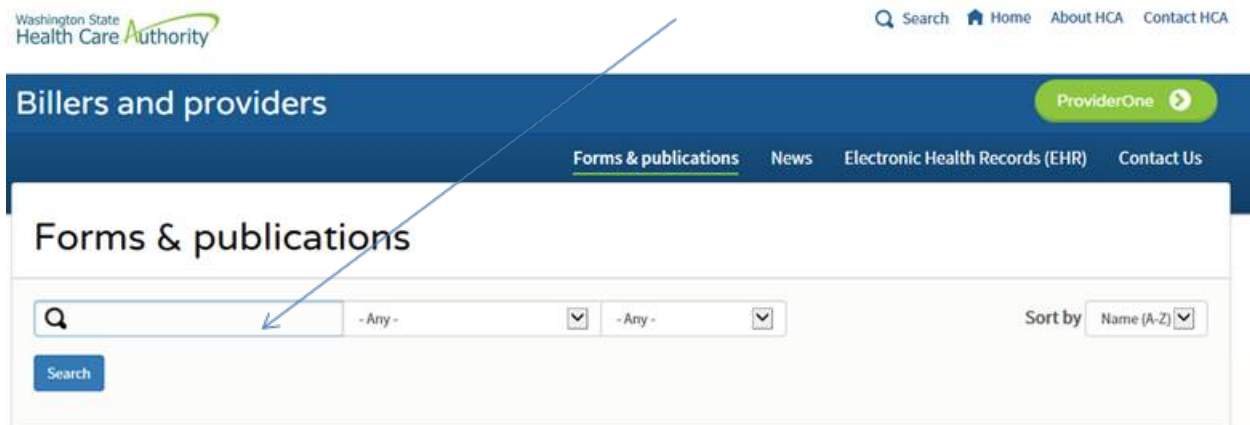 Washington State
Health Care Authority
Search Home About HCA Contact HCA
Billers and providers
ProviderOne
Forms & publications News Electronic Health Records (EHR) Contact Us
Forms & publications
- Any - - Any - Sort by Name (A-Z)
Search